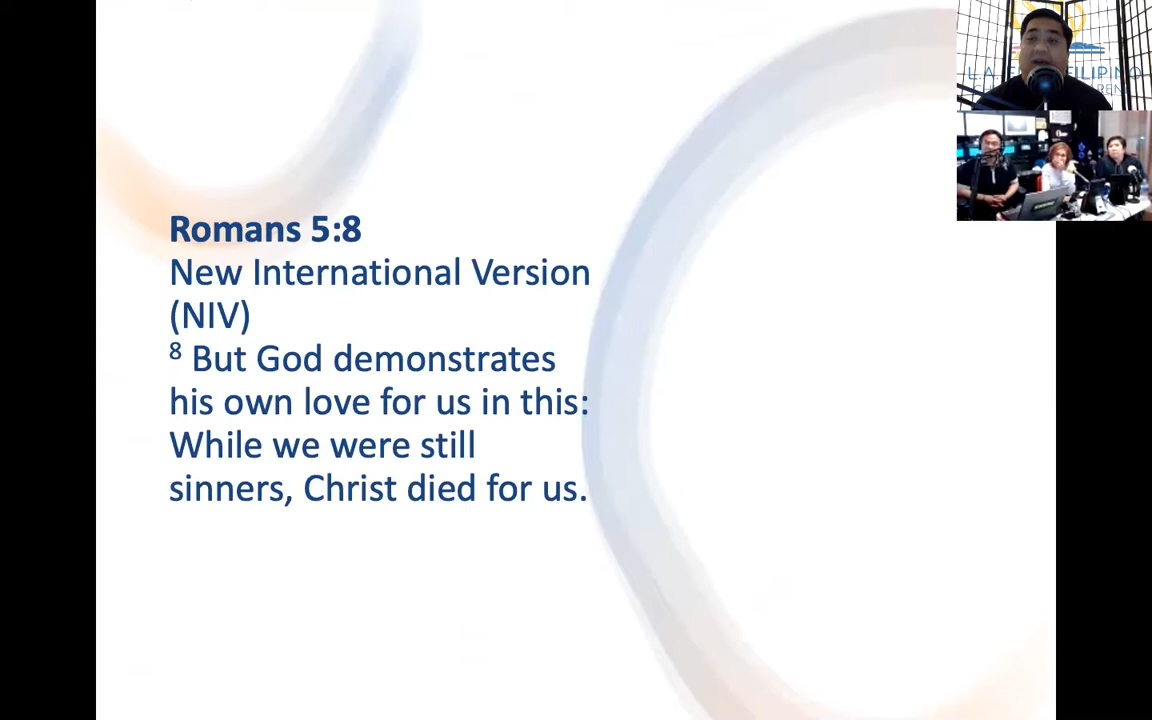 Romans 5:8
New International Version
(NIV)
8 But God demonstrates
his own love for us in this:
While we were still
sinners, Christ died for us.
L.A. FILIPINO